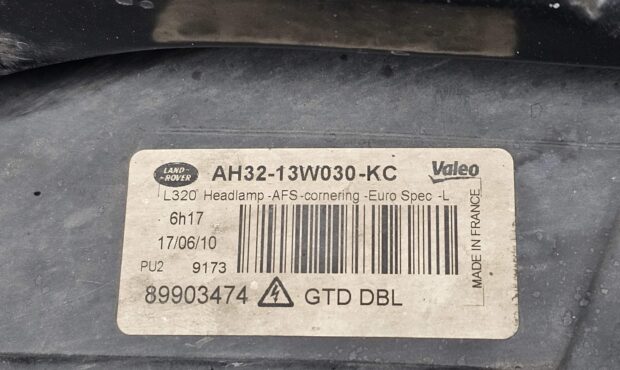 LAND-
ROVER
AH32-13W030-KC
Valeo
L320 Headlamp -AFS-cornering -Euro Spec -L
6h17
17/06/10
PU2 9173
89903474 GTD DBL
MADE IN FRANCE